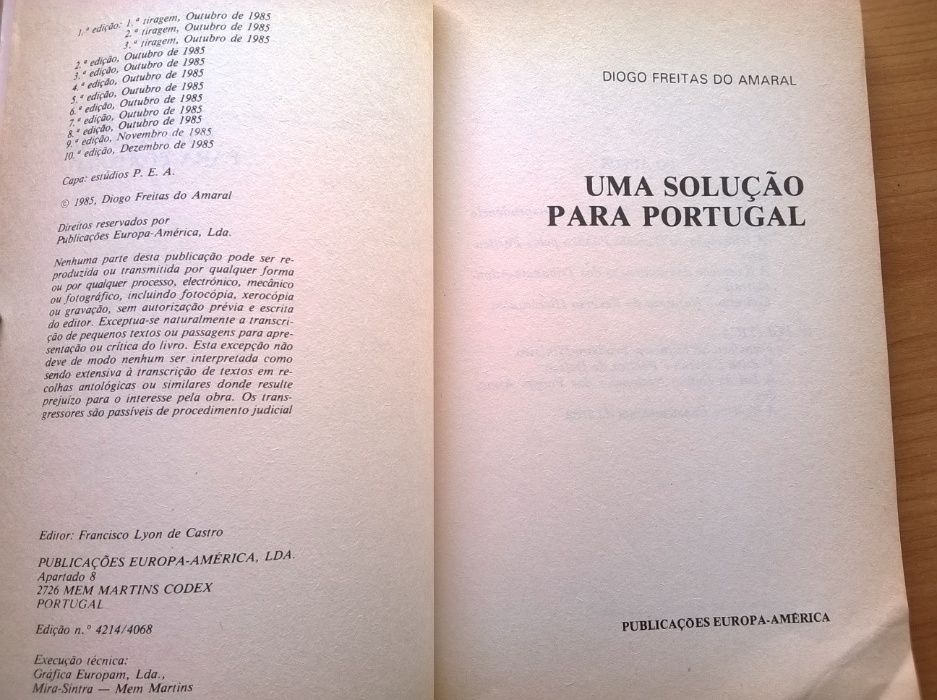 1.ª edição: 1.ª tiragem, Outubro de 1985
2.ª tiragem, Outubro de 1985
3.ª tiragem, Outubro de 1985
2.ª edição, Outubro de 1985
3.ª edição, Outubro de 1985
4.ª edição, Outubro de 1985
5.ª edição, Outubro de 1985
6.ª edição, Outubro de 1985
7.ª edição, Outubro de 1985
8.ª edição, Outubro de 1985
9.ª edição, Novembro de 1985
10.ª edição, Dezembro de 1985
Capa: estúdios P. E. A.
© 1985, Diogo Freitas do Amaral
Direitos reservados por
Publicações Europa-América, Lda.
Nenhuma parte desta publicação pode ser re-
produzida ou transmitida por qualquer forma
ou por qualquer processo, electrónico, mecânico
ou fotográfico, incluindo fotocópia, xerocópia
ou gravação, sem autorização prévia e escrita
do editor. Exceptua-se naturalmente a transcri-
ção de pequenos textos ou passagens para apre-
sentação ou crítica do livro. Esta excepção não
deve de modo nenhum ser interpretada como
sendo extensiva à transcrição de textos em re-
colhas antológicas ou similares donde resulte
prejuízo para o interesse pela obra. Os trans-
gressores são passíveis de procedimento judicial
Editor: Francisco Lyon de Castro
PUBLICAÇÕES EUROPA-AMÉRICA, LDA.
Apartado 8
2726 MEM MARTINS CODEX
PORTUGAL
Edição n.º 4214/4068
Execução técnica:
Gráfica Europam, Lda.,
Mira-Sintra — Mem Martins
DIOGO FREITAS DO AMARAL
UMA SOLUÇÃO
PARA PORTUGAL
PUBLICAÇÕES EUROPA-AMÉRICA